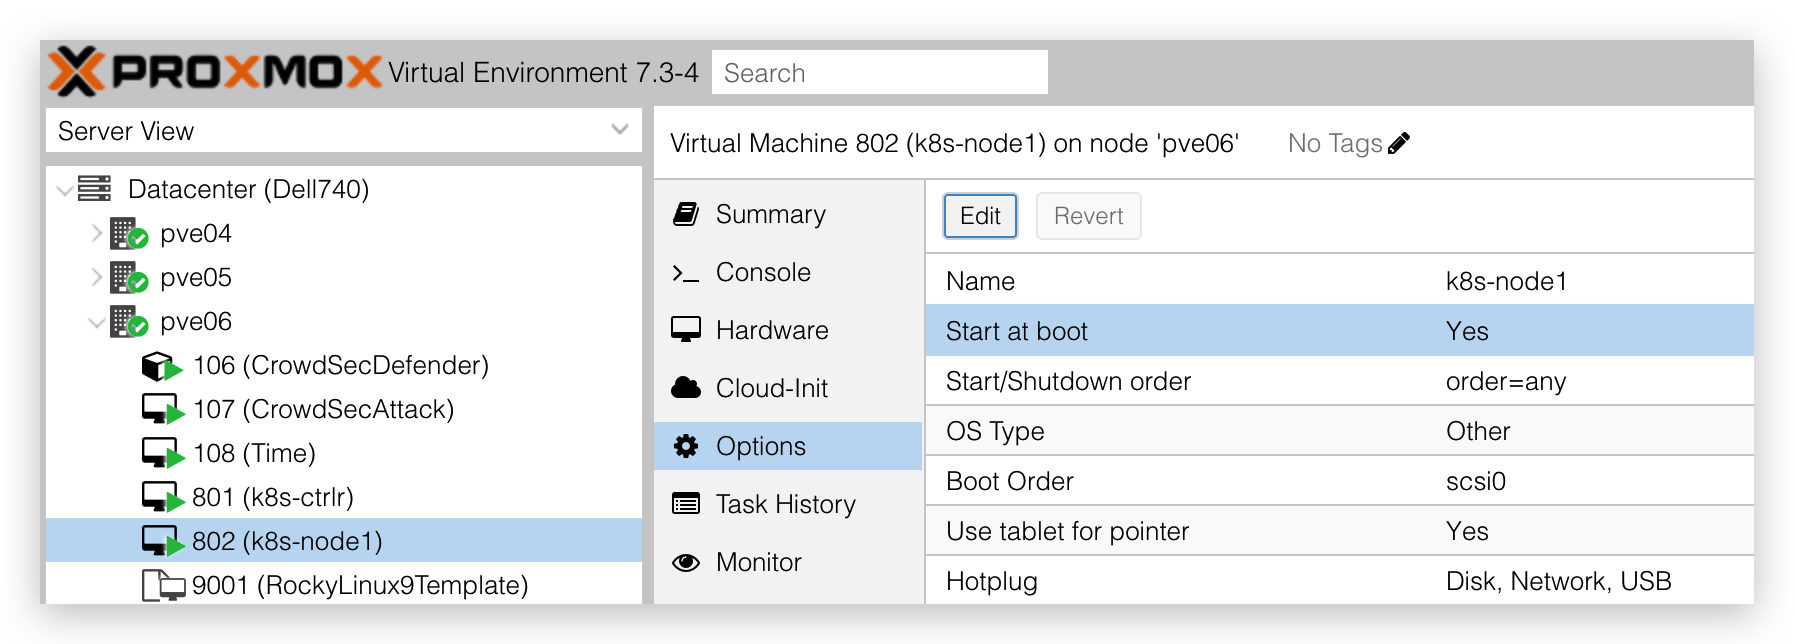 PROXMOX Virtual Environment 7.3-4 Search
Server View
Datacenter (Dell740)
pve04
pve05
pve06
106 (CrowdSecDefender)
107 (CrowdSecAttack)
108 (Time)
801 (k8s-ctrlr)
802 (k8s-node1)
9001 (RockyLinux9Template)
Virtual Machine 802 (k8s-node1) on node 'pve06' No Tags
Summary
Console
Hardware
Cloud-Init
Options
Task History
Monitor
Edit Revert
Name k8s-node1
Start at boot Yes
Start/Shutdown order order=any
OS Type Other
Boot Order scsi0
Use tablet for pointer Yes
Hotplug Disk, Network, USB